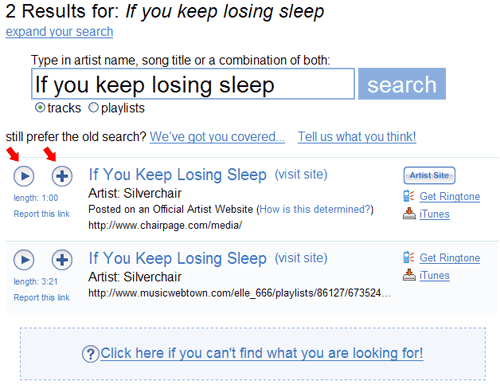 2 Results for: If you keep losing sleep
expand your search
Type in artist name, song title or a combination of both:
If you keep losing sleep search
tracks playlists
still prefer the old search? We've got you covered... Tell us what you think!
If You Keep Losing Sleep (visit site) Artist Site
Artist: Silverchair
length: 1:00 Get Ringtone
Posted on an Official Artist Website (How is this determined?)
Report this link iTunes
http://www.chairpage.com/media/
If You Keep Losing Sleep (visit site) Get Ringtone
Artist: Silverchair iTunes
length: 3:21
http://www.musicwebtown.com/elle_666/playlists/86127/673524...
Report this link
?Click here if you can't find what you are looking for!